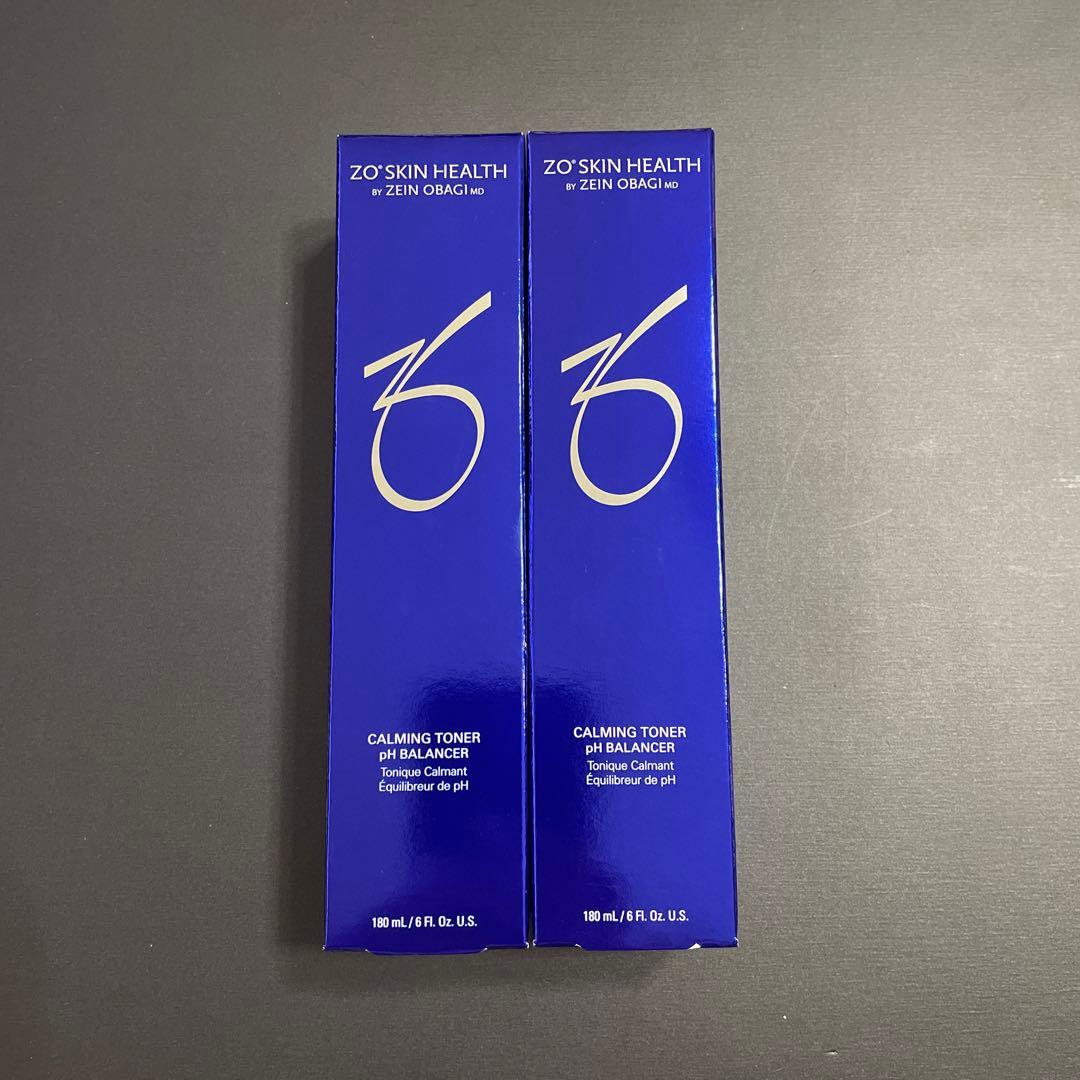 ZO® SKIN HEALTH
BY ZEIN OBAGI MD
CALMING TONER
pH BALANCER
Tonique Calmant
Équilibreur de pH
180 mL / 6 Fl. Oz. U.S.
ZO® SKIN HEALTH
BY ZEIN OBAGI MD
CALMING TONER
pH BALANCER
Tonique Calmant
Équilibreur de pH
180 mL / 6 Fl. Oz. U.S.